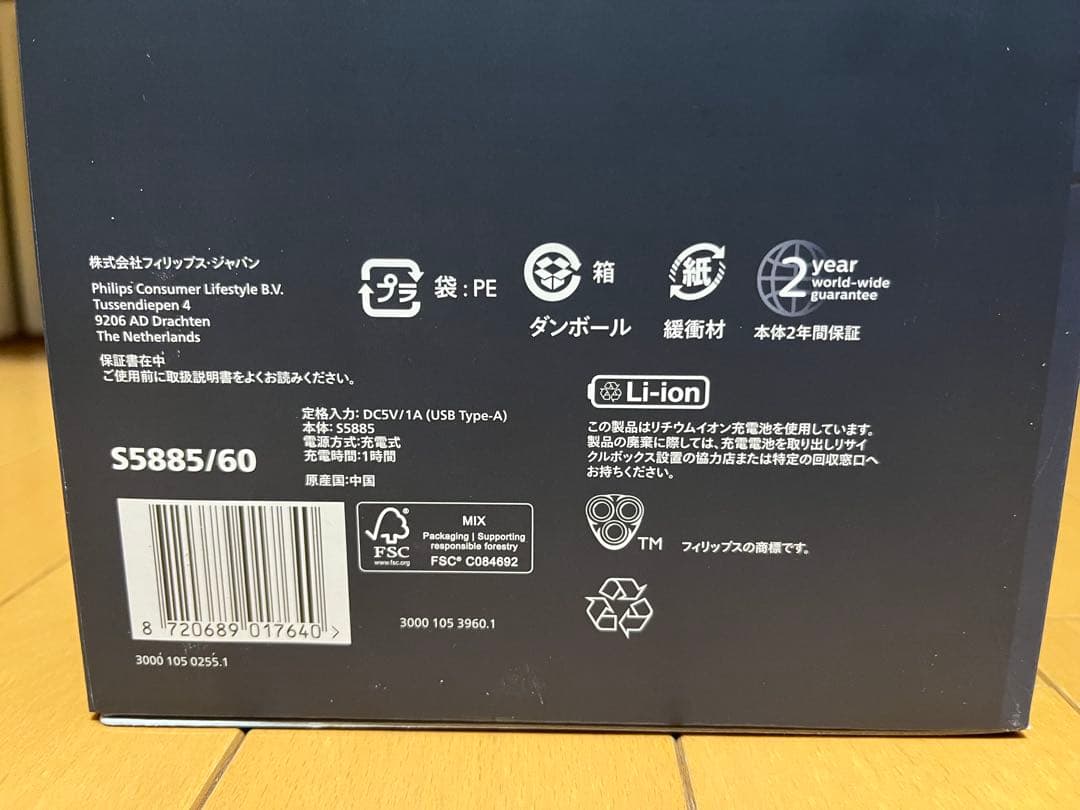 株式会社フィリップス・ジャパン
Philips Consumer Lifestyle B.V.
Tussendiepen 4
9206 AD Drachten
The Netherlands
保証書在中
ご使用前に取扱説明書をよくお読みください。
プラ
袋：PE
箱
ダンボール
紙
緩衝材
2 year
world-wide
guarantee
本体2年間保証
S5885/60
定格入力：DC5V/1A (USB Type-A)
本体：S5885
電源方式：充電式
充電時間：1時間
原産国：中国
Li-ion
この製品はリチウムイオン充電池を使用しています。
製品の廃棄に際しては、充電電池を取り出しリサイ
クルボックス設置の協力店または特定の回収窓口へ
お持ちください。
8 720689 017640 >
3000 105 0255.1
FSC
www.fsc.org
MIX
Packaging | Supporting
responsible forestry
FSC® C084692
3000 105 3960.1
TM
フィリップスの商標です。